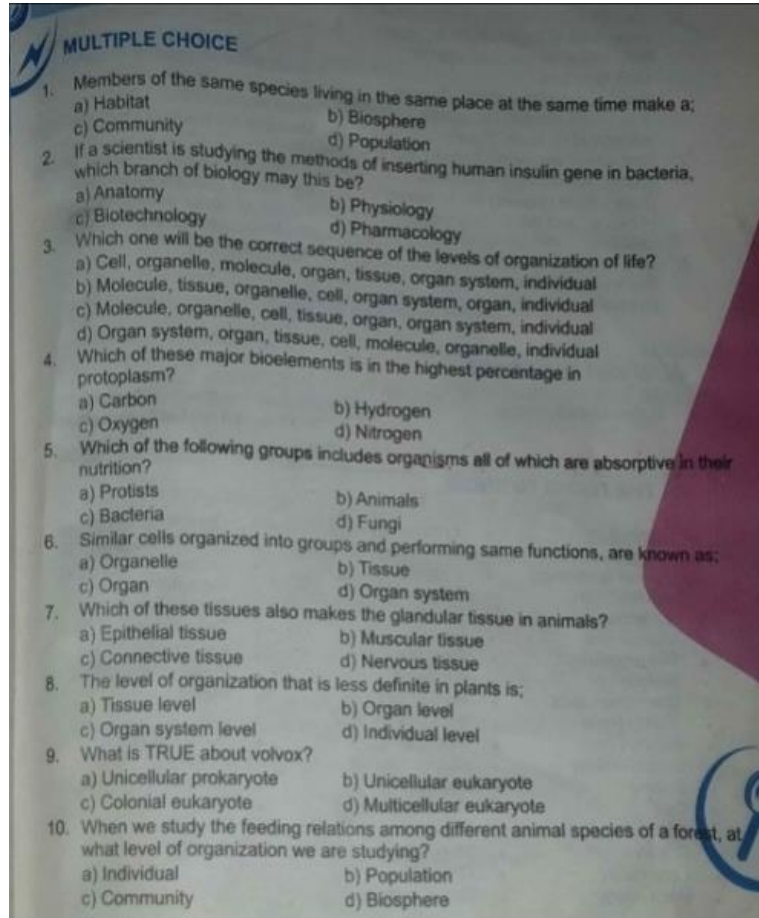 MULTIPLE CHOICE
1. Members of the same species living in the same place at the same time make a;
a) Habitat b) Biosphere
c) Community d) Population
2. If a scientist is studying the methods of inserting human insulin gene in bacteria,
which branch of biology may this be?
a) Anatomy b) Physiology
c) Biotechnology d) Pharmacology
3. Which one will be the correct sequence of the levels of organization of life?
a) Cell, organelle, molecule, organ, tissue, organ system, individual
b) Molecule, tissue, organelle, cell, organ system, organ, individual
c) Molecule, organelle, cell, tissue, organ, organ system, individual
d) Organ system, organ, tissue, cell, molecule, organelle, individual
4. Which of these major bioelements is in the highest percentage in
protoplasm?
a) Carbon b) Hydrogen
c) Oxygen d) Nitrogen
5. Which of the following groups includes organisms all of which are absorptive in their
nutrition?
a) Protists b) Animals
c) Bacteria d) Fungi
6. Similar cells organized into groups and performing same functions, are known as;
a) Organelle b) Tissue
c) Organ d) Organ system
7. Which of these tissues also makes the glandular tissue in animals?
a) Epithelial tissue b) Muscular tissue
c) Connective tissue d) Nervous tissue
8. The level of organization that is less definite in plants is;
a) Tissue level b) Organ level
c) Organ system level d) Individual level
9. What is TRUE about volvox?
a) Unicellular prokaryote b) Unicellular eukaryote
c) Colonial eukaryote d) Multicellular eukaryote
10. When we study the feeding relations among different animal species of a forest, at
what level of organization we are studying?
a) Individual b) Population
c) Community d) Biosphere